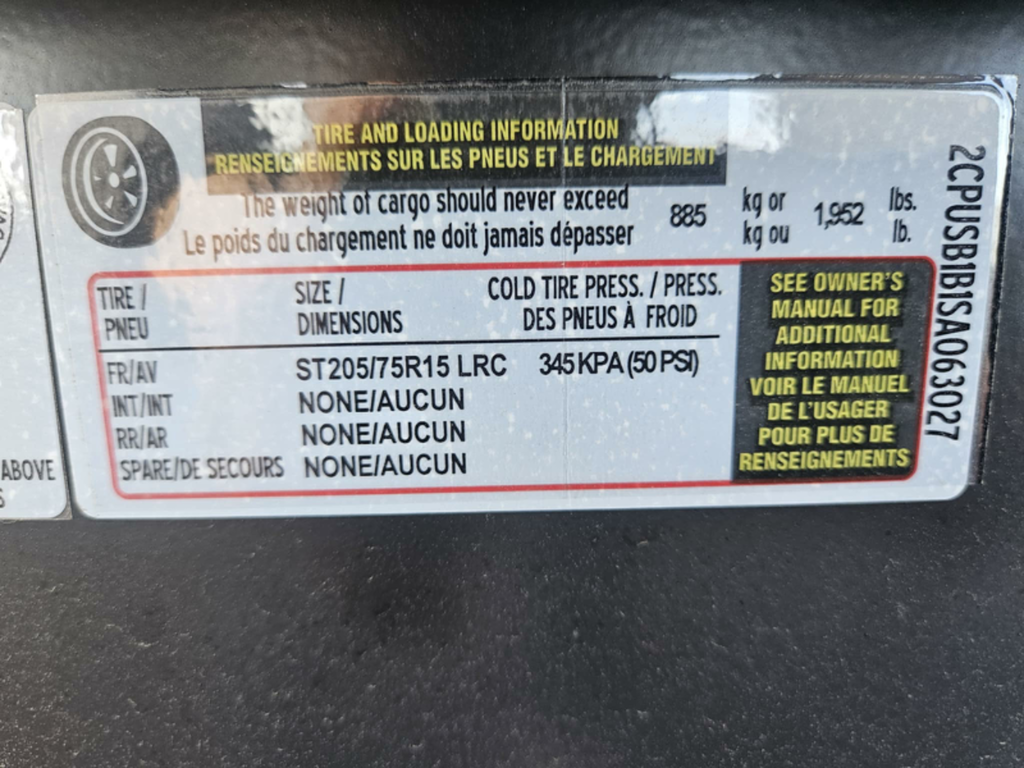 TIRE AND LOADING INFORMATION
RENSEIGNEMENTS SUR LES PNEUS ET LE CHARGEMENT
The weight of cargo should never exceed 885 kg or 1,952 lbs.
Le poids du chargement ne doit jamais dépasser kg ou lb.
TIRE / SIZE / COLD TIRE PRESS. / PRESS.
PNEU DIMENSIONS DES PNEUS À FROID
FR/AV ST205/75R15 LRC 345KPA (50 PSI)
INT/INT NONE/AUCUN
RR/AR NONE/AUCUN
SPARE/DE SECOURS NONE/AUCUN
SEE OWNER'S
MANUAL FOR
ADDITIONAL
INFORMATION
VOIR LE MANUEL
DE L'USAGER
POUR PLUS DE
RENSEIGNEMENTS
2CPUSB1B1SA063027
ABOVE